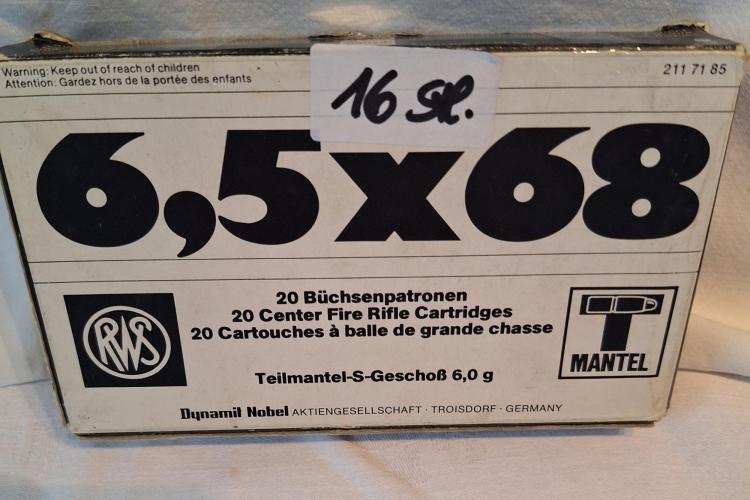 Warning: Keep out of reach of children
Attention: Gardez hors de la portée des enfants
16 St.
211 71 85
6,5x68
20 Büchsenpatronen
20 Center Fire Rifle Cartridges
20 Cartouches à balle de grande chasse
RWS
T
MANTEL
Teilmantel-S-Geschoß 6,0 g
Dynamit Nobel AKTIENGESELLSCHAFT · TROISDORF · GERMANY